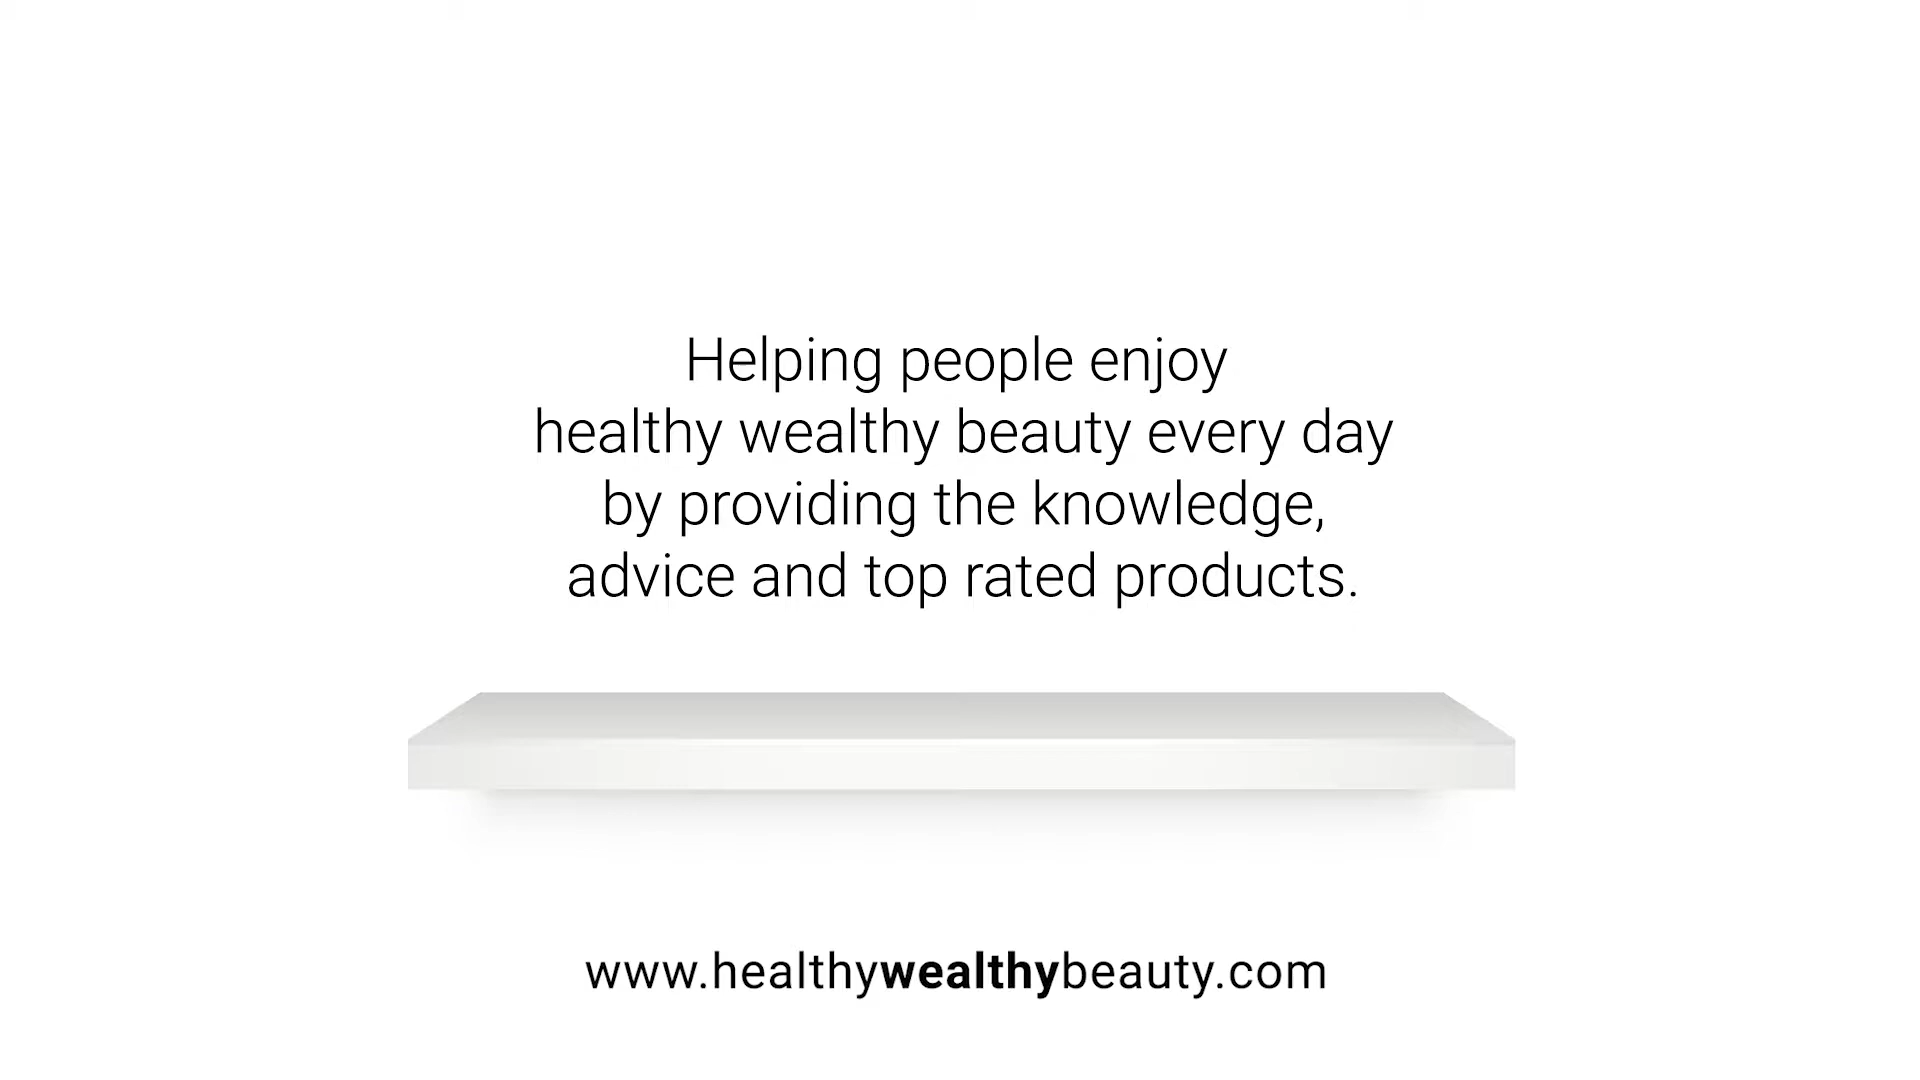 Helping people enjoy
healthy wealthy beauty every day
by providing the knowledge,
advice and top rated products.
www.healthywealthybeauty.com